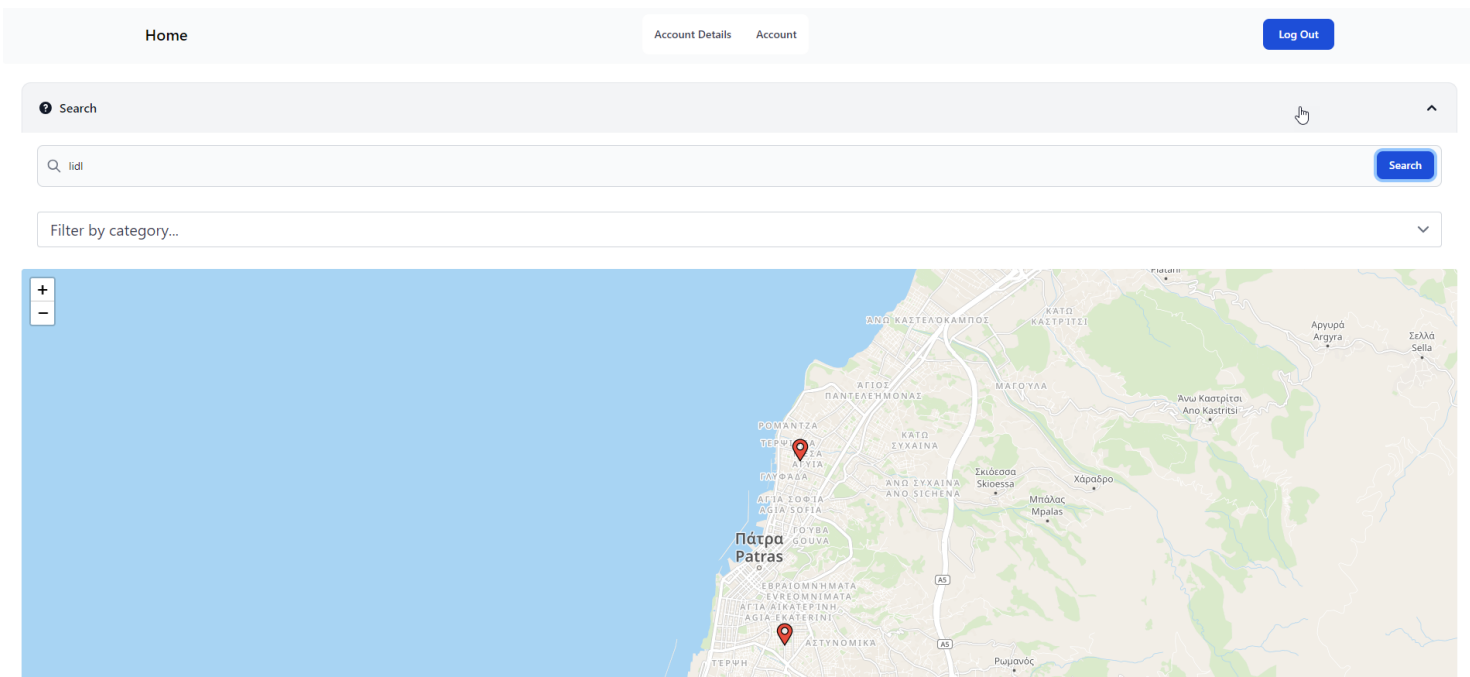 Home
Account Details
Account
Log Out
Search
lidl
Search
Filter by category...
+
−
Platani
ΑΝΩ ΚΑΣΤΕΛΟΚΑΜΠΟΣ
ΚΑΤΩ
ΚΑΣΤΡΙΤΣΙ
Αργυρά
Argyra
Σελλά
Sella
ΑΓΙΟΣ
ΠΑΝΤΕΛΕΗΜΟΝΑΣ
ΜΑΓΟΥΛΑ
Άνω Καστρίτσι
Ano Kastritsi
ΡΟΜΑΝΤΖΑ
ΚΑΤΩ
ΣΥΧΑΙΝΑ
ΑΓΥΙΑ
ΓΛΥΦΑΔΑ
ΑΝΩ ΣΥΧΑΙΝΑ
ANO SICHENA
Σκιόεσσα
Skioessa
Χάραδρο
Μπάλας
Mpalas
ΑΓΙΑ ΣΟΦΙΑ
AGIA SOFIA
ΓΟΥΒΑ
GOUVA
Πάτρα
Patras
A5
ΕΒΡΑΙΟΜΝΗΜΑΤΑ
EVREOMNIMATA
ΑΓΙΑ ΑΙΚΑΤΕΡΙΝΗ
AGIA EKATERINI
ΑΣΤΥΝΟΜΙΚΑ
A5
ΤΕΡΨΗ
Ρωμανός